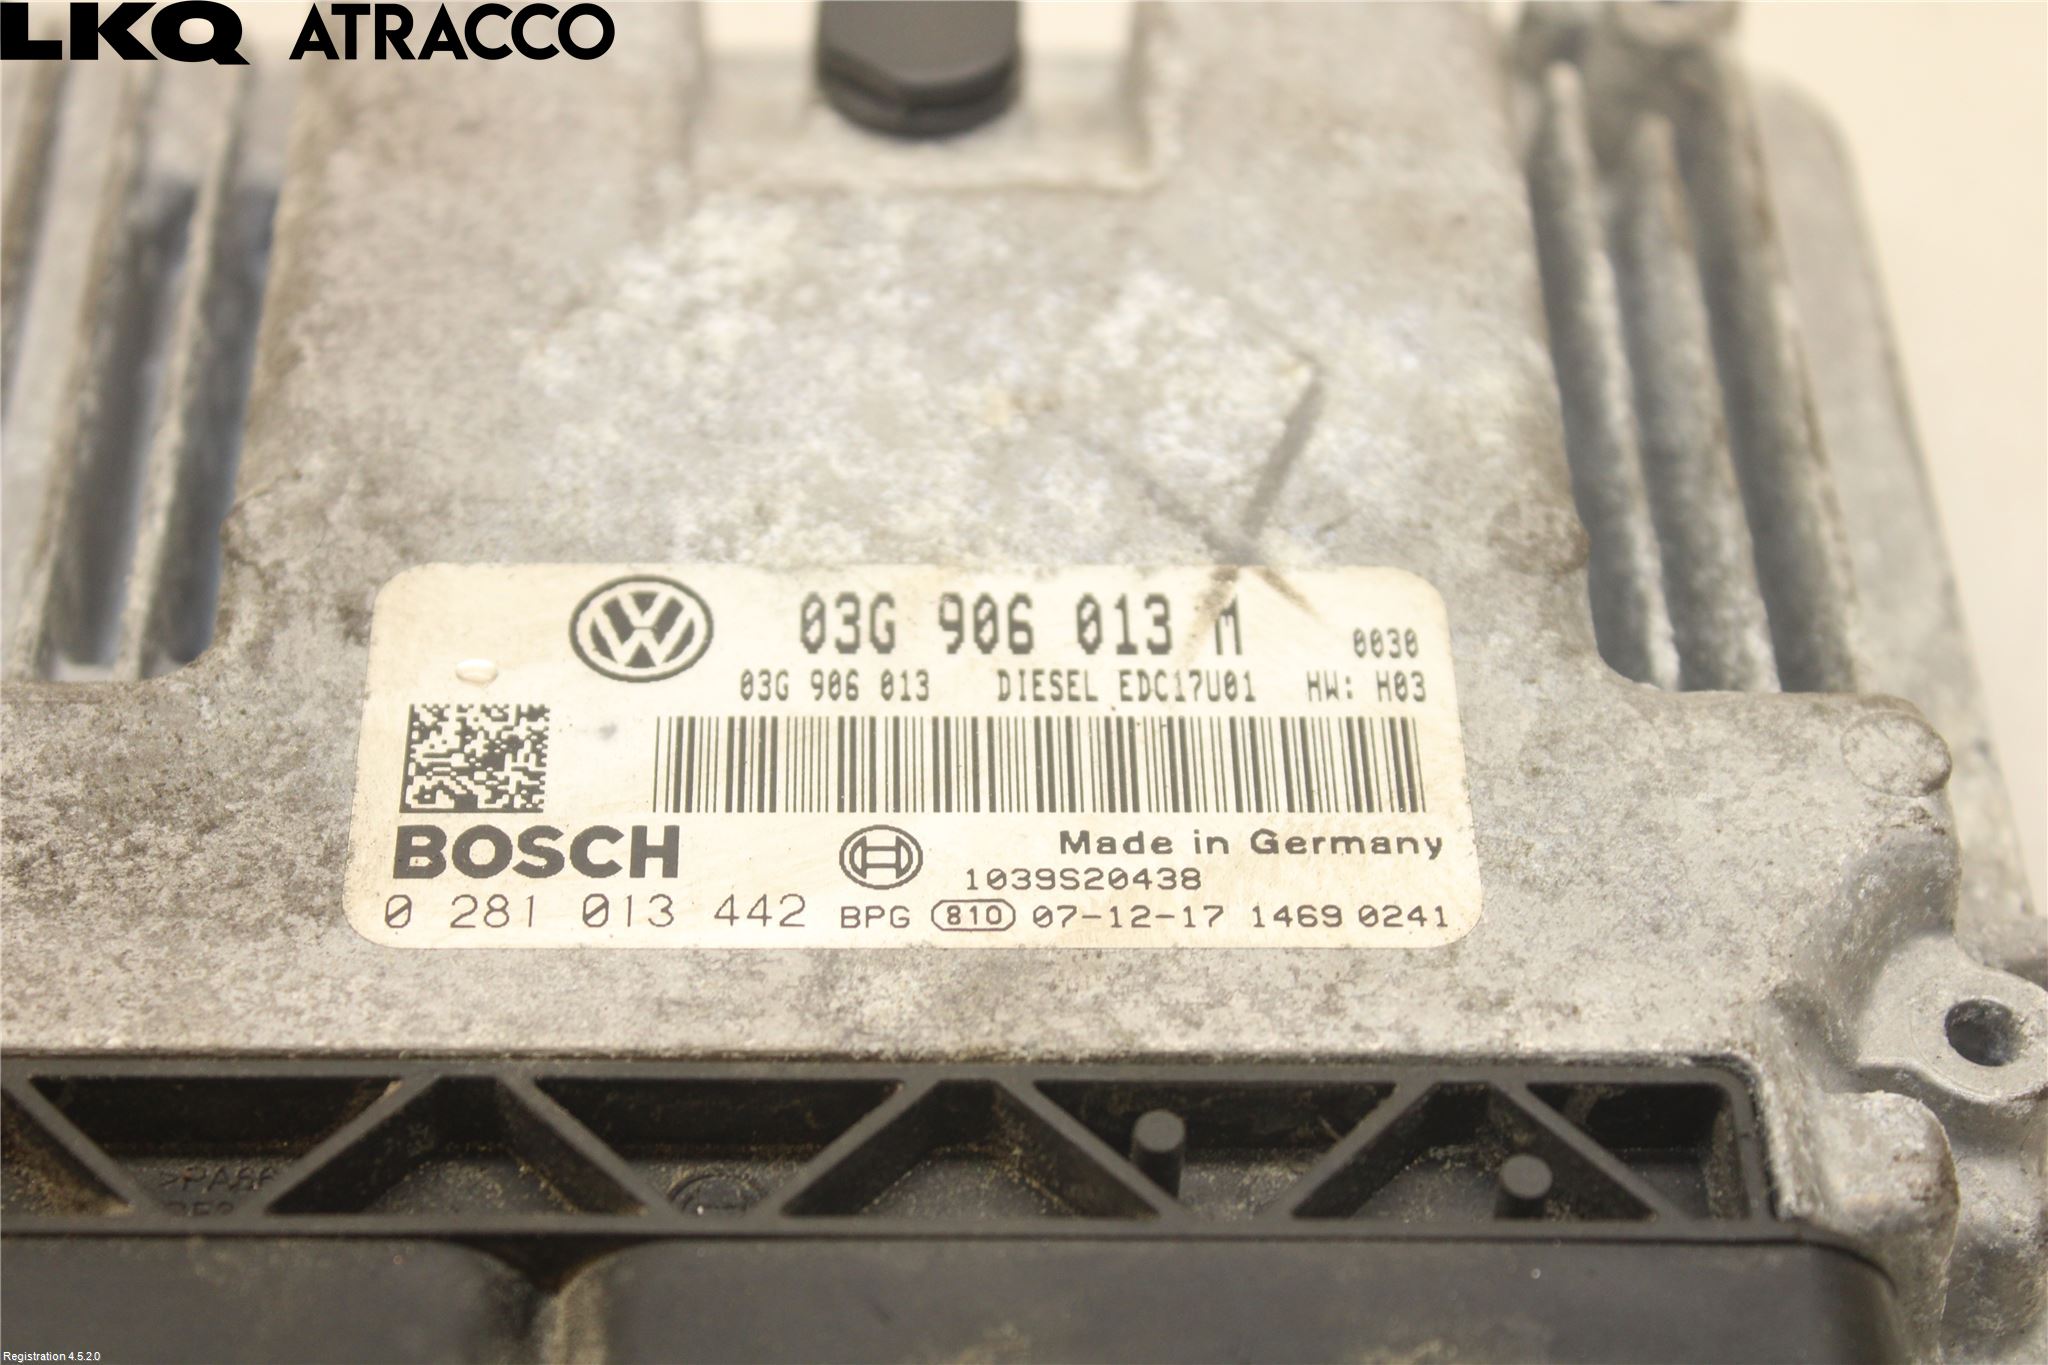 LKQ ATRACCO
03G 906 013 M 0030
03G 906 013 DIESEL EDC17U01 HW: H03
BOSCH
Made in Germany
1039S20438
0 281 013 442 BPG 810 07-12-17 1469 0241
Registration 4.5.2.0